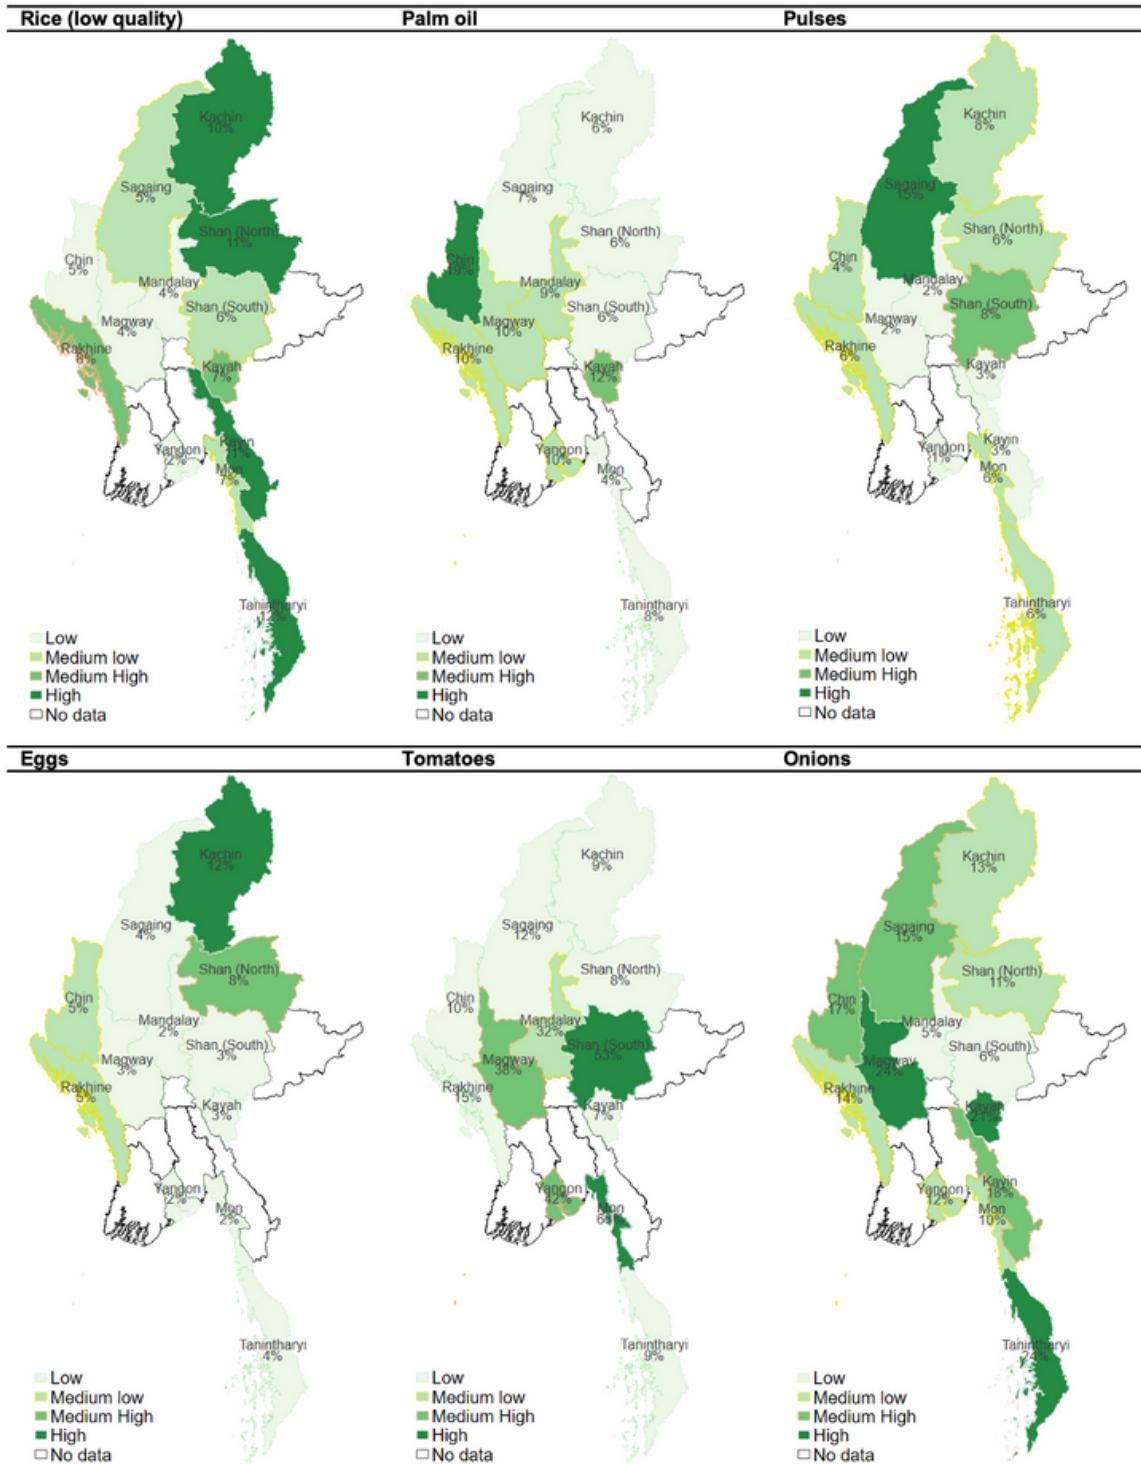 Rice (low quality)
Palm oil
Pulses
Kachin
10%
Sagaing
5%
Shan (North)
11%
Chin
5%
Mandalay
4%
Shan (South)
6%
Magway
4%
Rakhine
8%
Kayah
7%
Kayin
11%
Yangon
2%
Mon
7%
Tanintharyi
12%
Low
Medium low
Medium High
High
No data
Kachin
6%
Sagaing
7%
Shan (North)
6%
Chin
19%
Mandalay
9%
Shan (South)
6%
Magway
10%
Rakhine
10%
Kayah
12%
Yangon
10%
Mon
4%
Tanintharyi
8%
Low
Medium low
Medium High
High
No data
Kachin
8%
Sagaing
15%
Shan (North)
6%
Chin
4%
Mandalay
2%
Shan (South)
8%
Magway
2%
Rakhine
6%
Kayah
3%
Kayin
3%
Yangon
1%
Mon
6%
Tanintharyi
6%
Low
Medium low
Medium High
High
No data
Eggs
Tomatoes
Onions
Kachin
12%
Sagaing
4%
Shan (North)
8%
Chin
5%
Mandalay
2%
Shan (South)
3%
Magway
3%
Rakhine
5%
Kayah
3%
Yangon
2%
Mon
2%
Tanintharyi
4%
Low
Medium low
Medium High
High
No data
Kachin
9%
Sagaing
12%
Shan (North)
8%
Chin
10%
Mandalay
32%
Shan (South)
53%
Magway
38%
Rakhine
15%
Kayah
7%
Yangon
42%
Mon
Tanintharyi
9%
Low
Medium low
Medium High
High
No data
Kachin
13%
Sagaing
15%
Shan (North)
11%
Chin
17%
Mandalay
5%
Shan (South)
6%
Magway
24%
Rakhine
14%
Kayah
21%
Kayin
18%
Yangon
12%
Mon
10%
Tanintharyi
24%
Low
Medium low
Medium High
High
No data